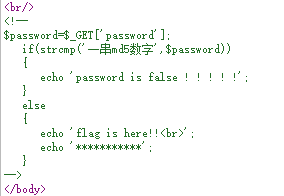 <br/>
<!--
$password=$_GET['password'];
if(strcmp('一串md5数字',$password))
{
echo 'password is false ! ! ! ! !';
}
else
{
echo 'flag is here!!<br>';
echo '***********';
}
-->
</body>